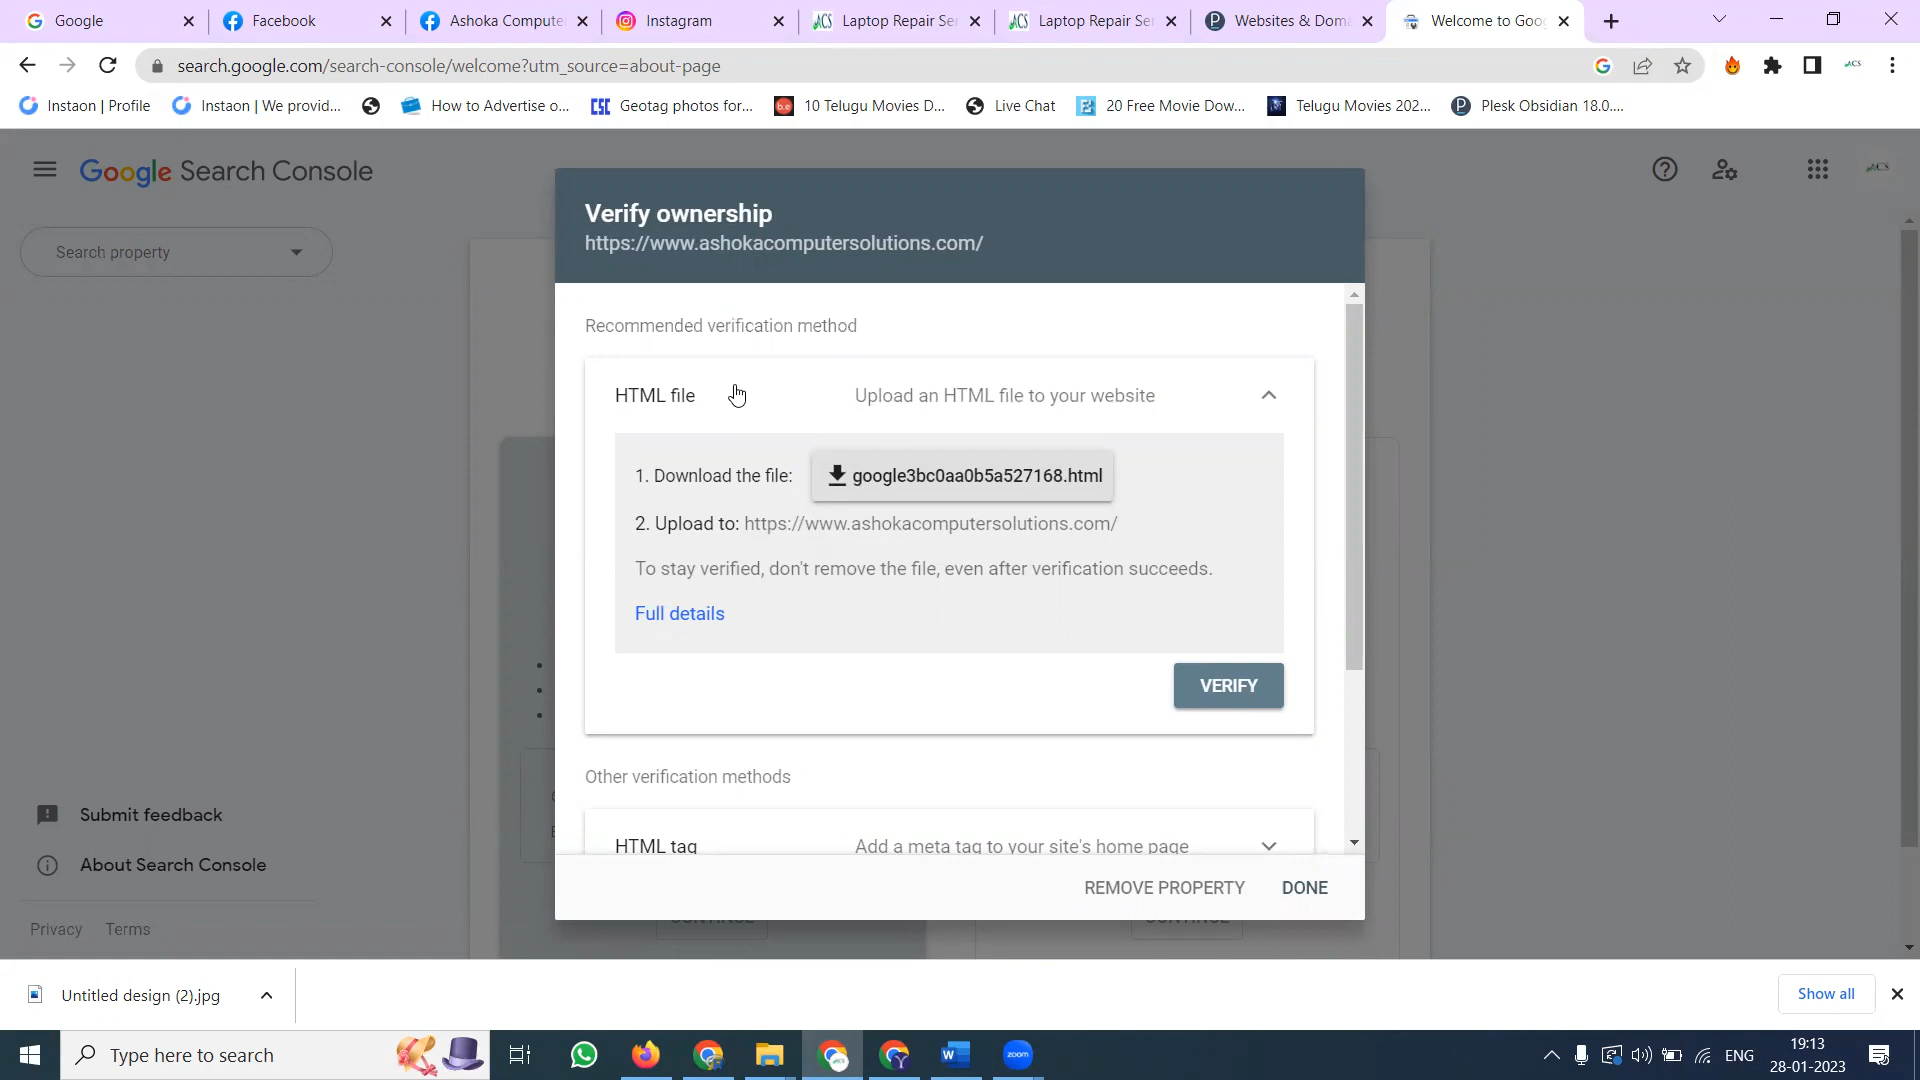 Google
Facebook
Ashoka Compute
Instagram
Laptop Repair Se
Laptop Repair Se
Websites & Dom
Welcome to Goo
search.google.com/search-console/welcome?utm_source=about-page
Instaon | Profile
Instaon | We provid...
How to Advertise o...
Geotag photos for...
10 Telugu Movies D...
Live Chat
20 Free Movie Dow...
Telugu Movies 202...
Plesk Obsidian 18.0....
Google Search Console
ACS
Search property
Verify ownership
https://www.ashokacomputersolutions.com/
Recommended verification method
HTML file
Upload an HTML file to your website
1. Download the file:
google3bc0aa0b5a527168.html
2. Upload to: https://www.ashokacomputersolutions.com/
To stay verified, don't remove the file, even after verification succeeds.
Full details
VERIFY
Other verification methods
HTML tag
Add a meta tag to your site's home page
REMOVE PROPERTY
DONE
CONTINUE
CONTINUE
Submit feedback
About Search Console
Privacy
Terms
Untitled design (2).jpg
Show all
Type here to search
zoom
ENG
19:13
28-01-2023